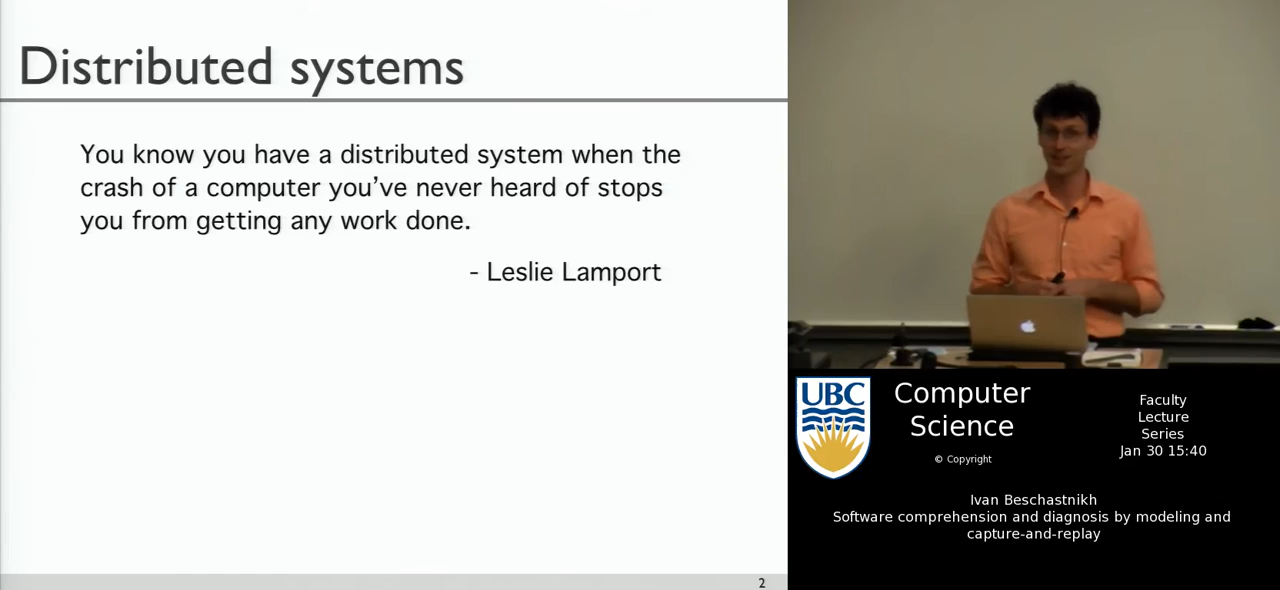 Distributed systems
You know you have a distributed system when the
crash of a computer you've never heard of stops
you from getting any work done.
- Leslie Lamport
2
UBC
Computer
Science
© Copyright
Faculty
Lecture
Series
Jan 30 15:40
Ivan Beschastnikh
Software comprehension and diagnosis by modeling and
capture-and-replay